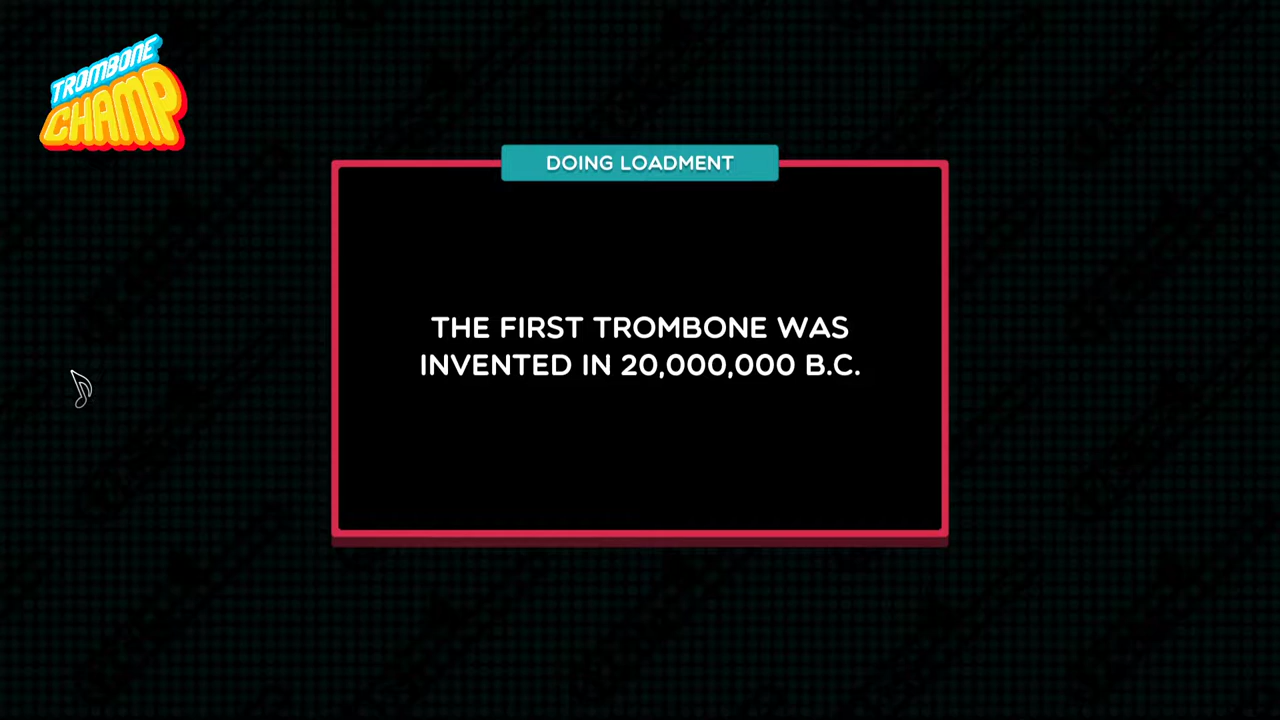 TROMBONE
CHAMP
DOING LOADMENT
THE FIRST TROMBONE WAS
INVENTED IN 20,000,000 B.C.